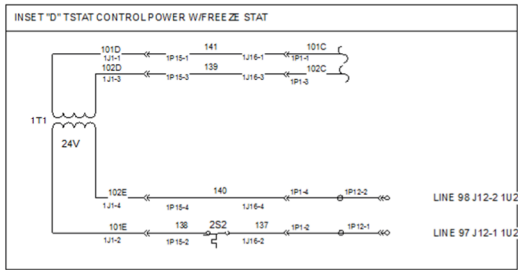 INSET "D" TSTAT CONTROL POWER W/FREEZE STAT
101D 141 101C
1J1-1 1P15-1 1J16-1 1P1-1
102D 139 102C
1J1-3 1P15-3 1J16-3 1P1-3
1T1
24V
102E 140 1P1-4 1P12-2
1J1-4 1P15-4 1J16-4
LINE 98 J12-2 1U2
101E 138 2S2 137 1P1-2 1P12-1
1J1-2 1P15-2 1J16-2
LINE 97 J12-1 1U2